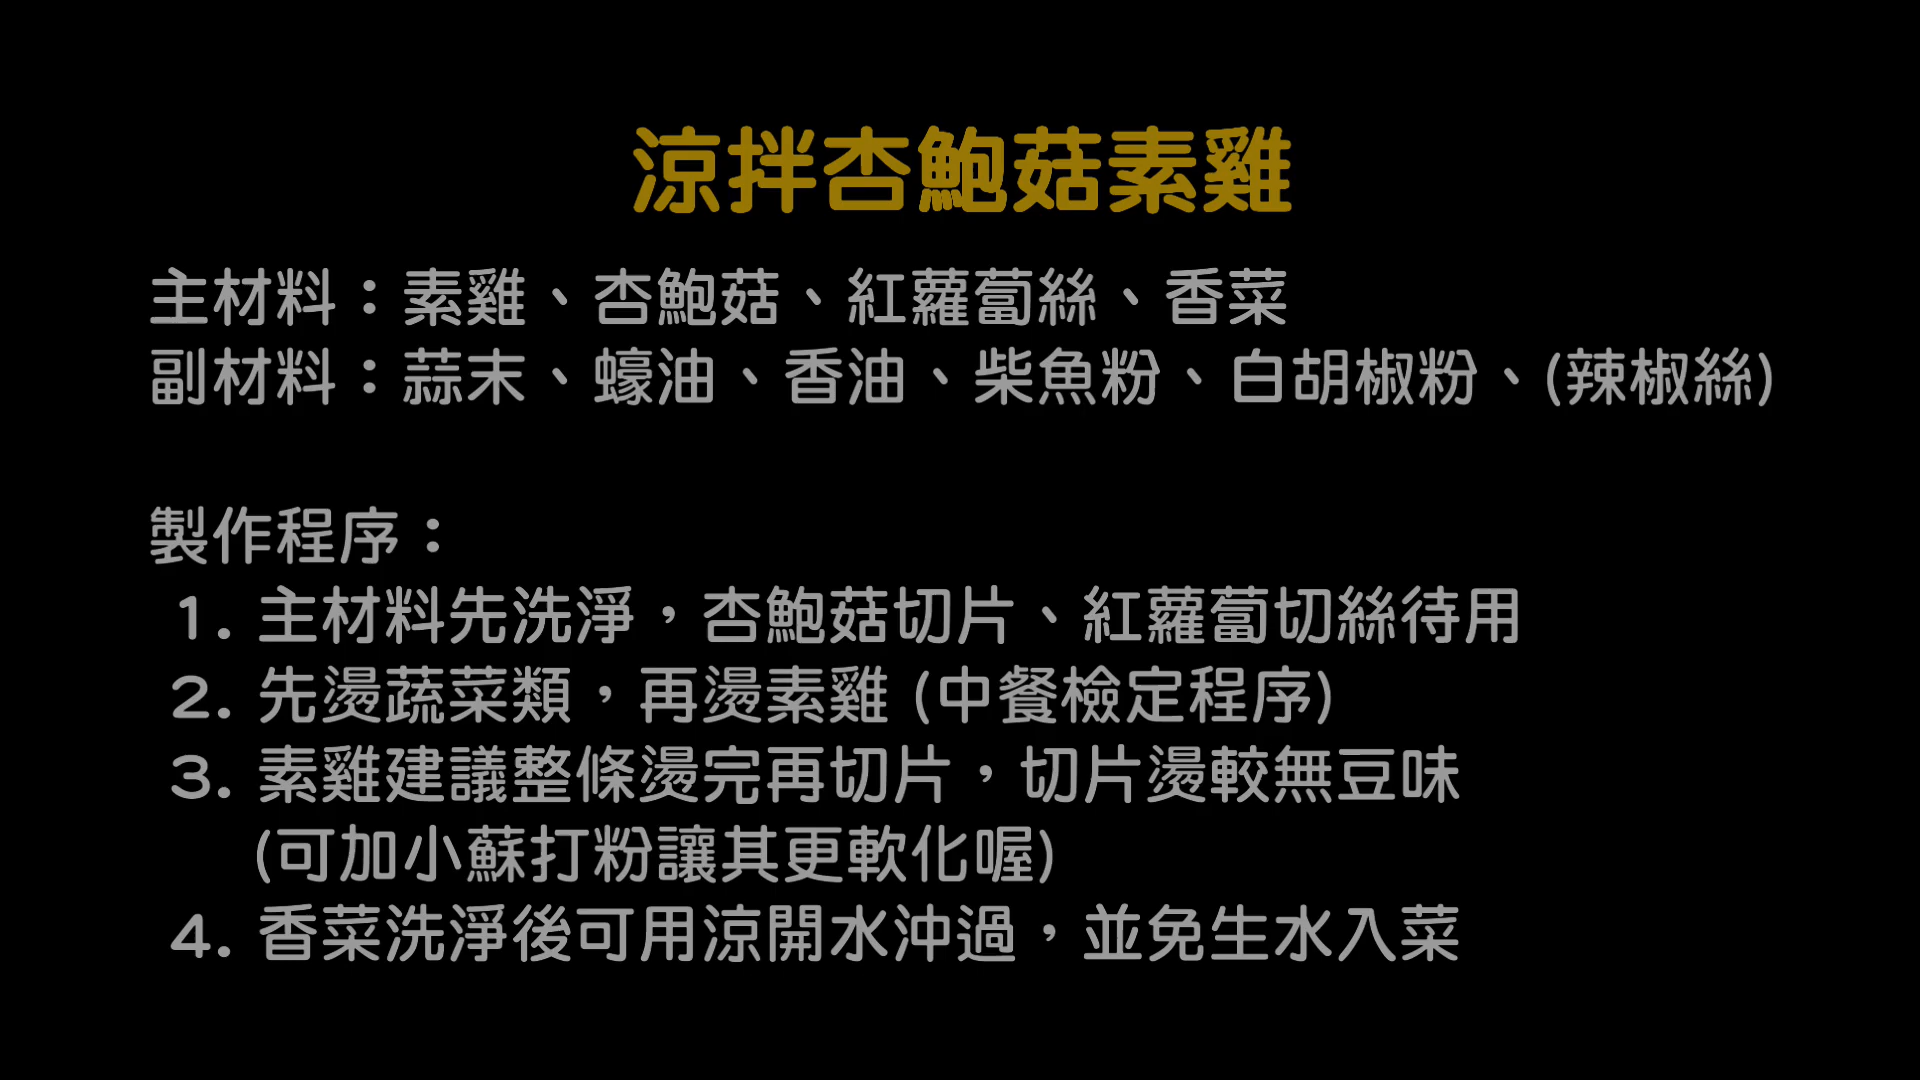 涼拌杏鮑菇素雞
主材料：素雞、杏鮑菇、紅蘿蔔絲、香菜
副材料：蒜末、蠔油、香油、柴魚粉、白胡椒粉、(辣椒絲)
製作程序：
1. 主材料先洗淨，杏鮑菇切片、紅蘿蔔切絲待用
2. 先燙蔬菜類，再燙素雞 (中餐檢定程序)
3. 素雞建議整條燙完再切片，切片燙較無豆味
(可加小蘇打粉讓其更軟化喔)
4. 香菜洗淨後可用涼開水沖過，並免生水入菜